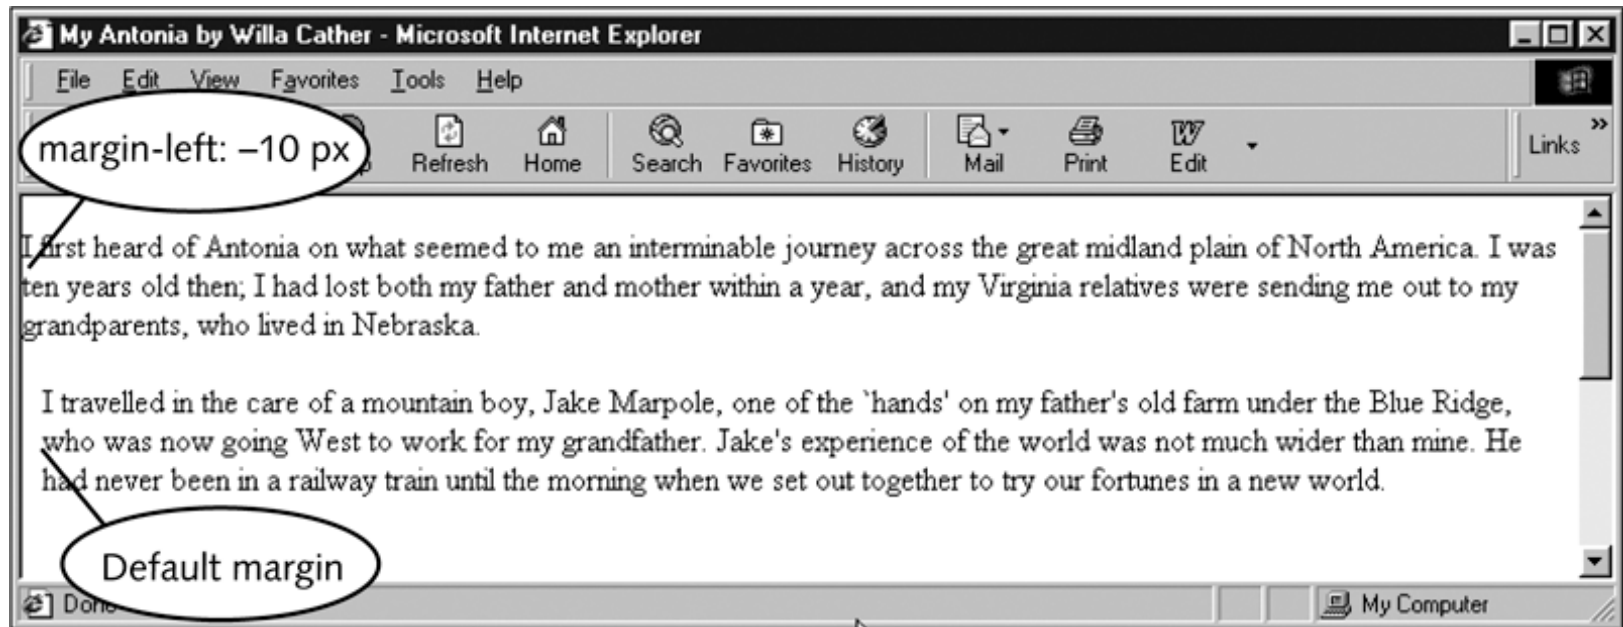 My Antonia by Willa Cather - Microsoft Internet Explorer
File Edit View Favorites Tools Help
margin-left: –10 px
Refresh Home Search Favorites History Mail Print Edit Links »
I first heard of Antonia on what seemed to me an interminable journey across the great midland plain of North America. I was
ten years old then; I had lost both my father and mother within a year, and my Virginia relatives were sending me out to my
grandparents, who lived in Nebraska.
I travelled in the care of a mountain boy, Jake Marpole, one of the `hands' on my father's old farm under the Blue Ridge,
who was now going West to work for my grandfather. Jake's experience of the world was not much wider than mine. He
had never been in a railway train until the morning when we set out together to try our fortunes in a new world.
Default margin
Done My Computer